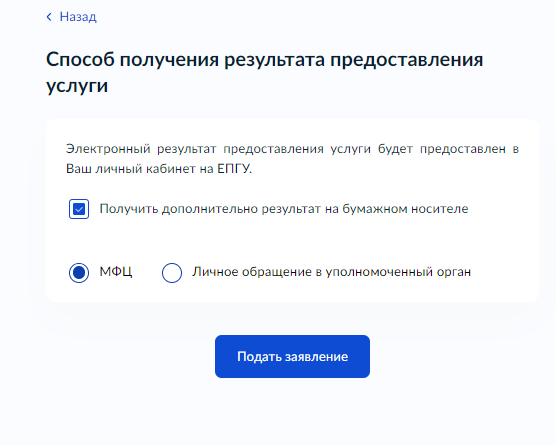 Назад
Способ получения результата предоставления
услуги
Электронный результат предоставления услуги будет предоставлен в
Ваш личный кабинет на ЕПГУ.
Получить дополнительно результат на бумажном носителе
МФЦ Личное обращение в уполномоченный орган
Подать заявление